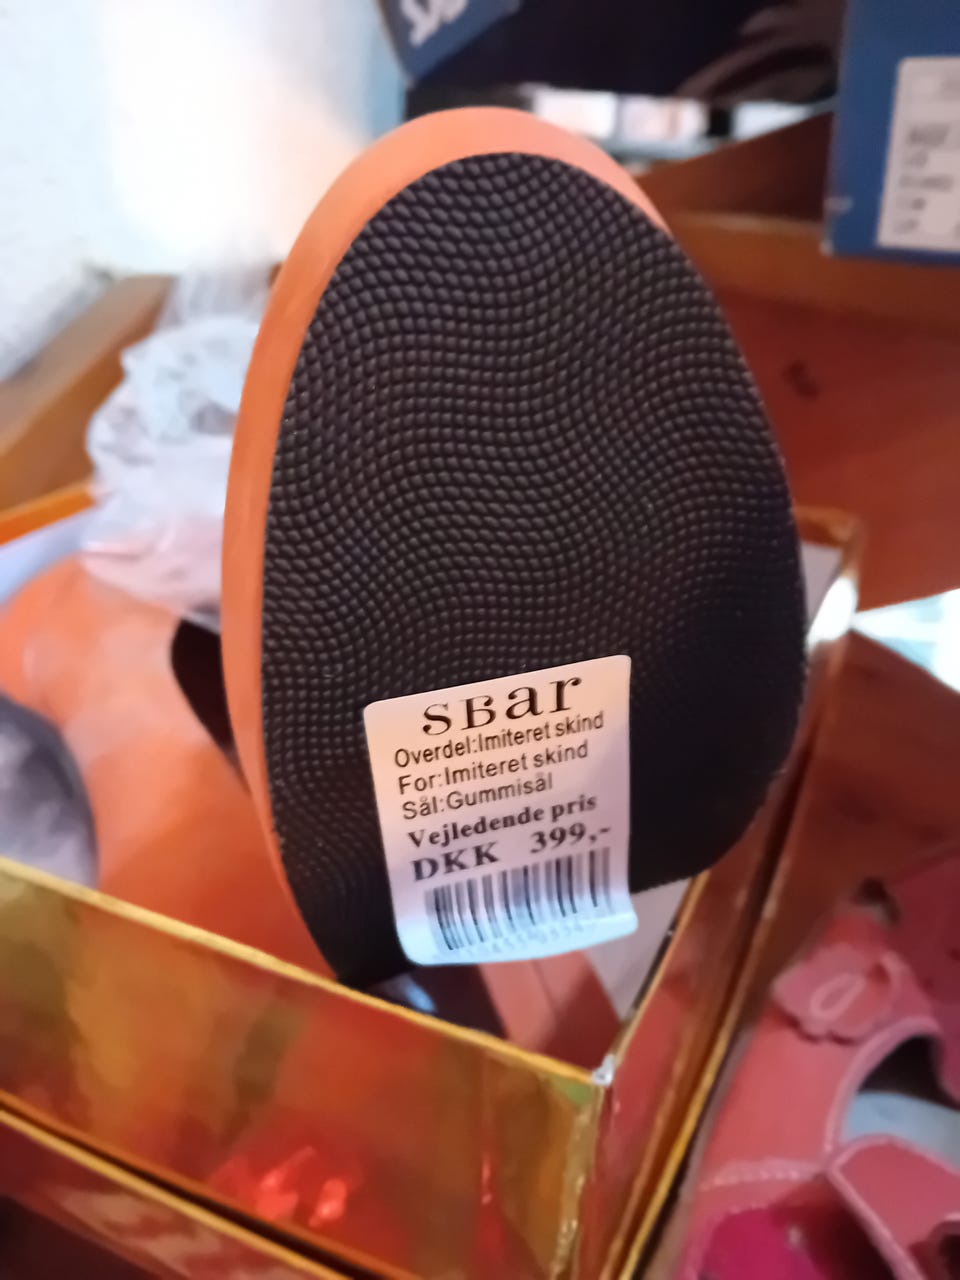 sBar
Overdel:Imiteret skind
For:Imiteret skind
Sål:Gummisål
Vejledende pris
DKK 399,-